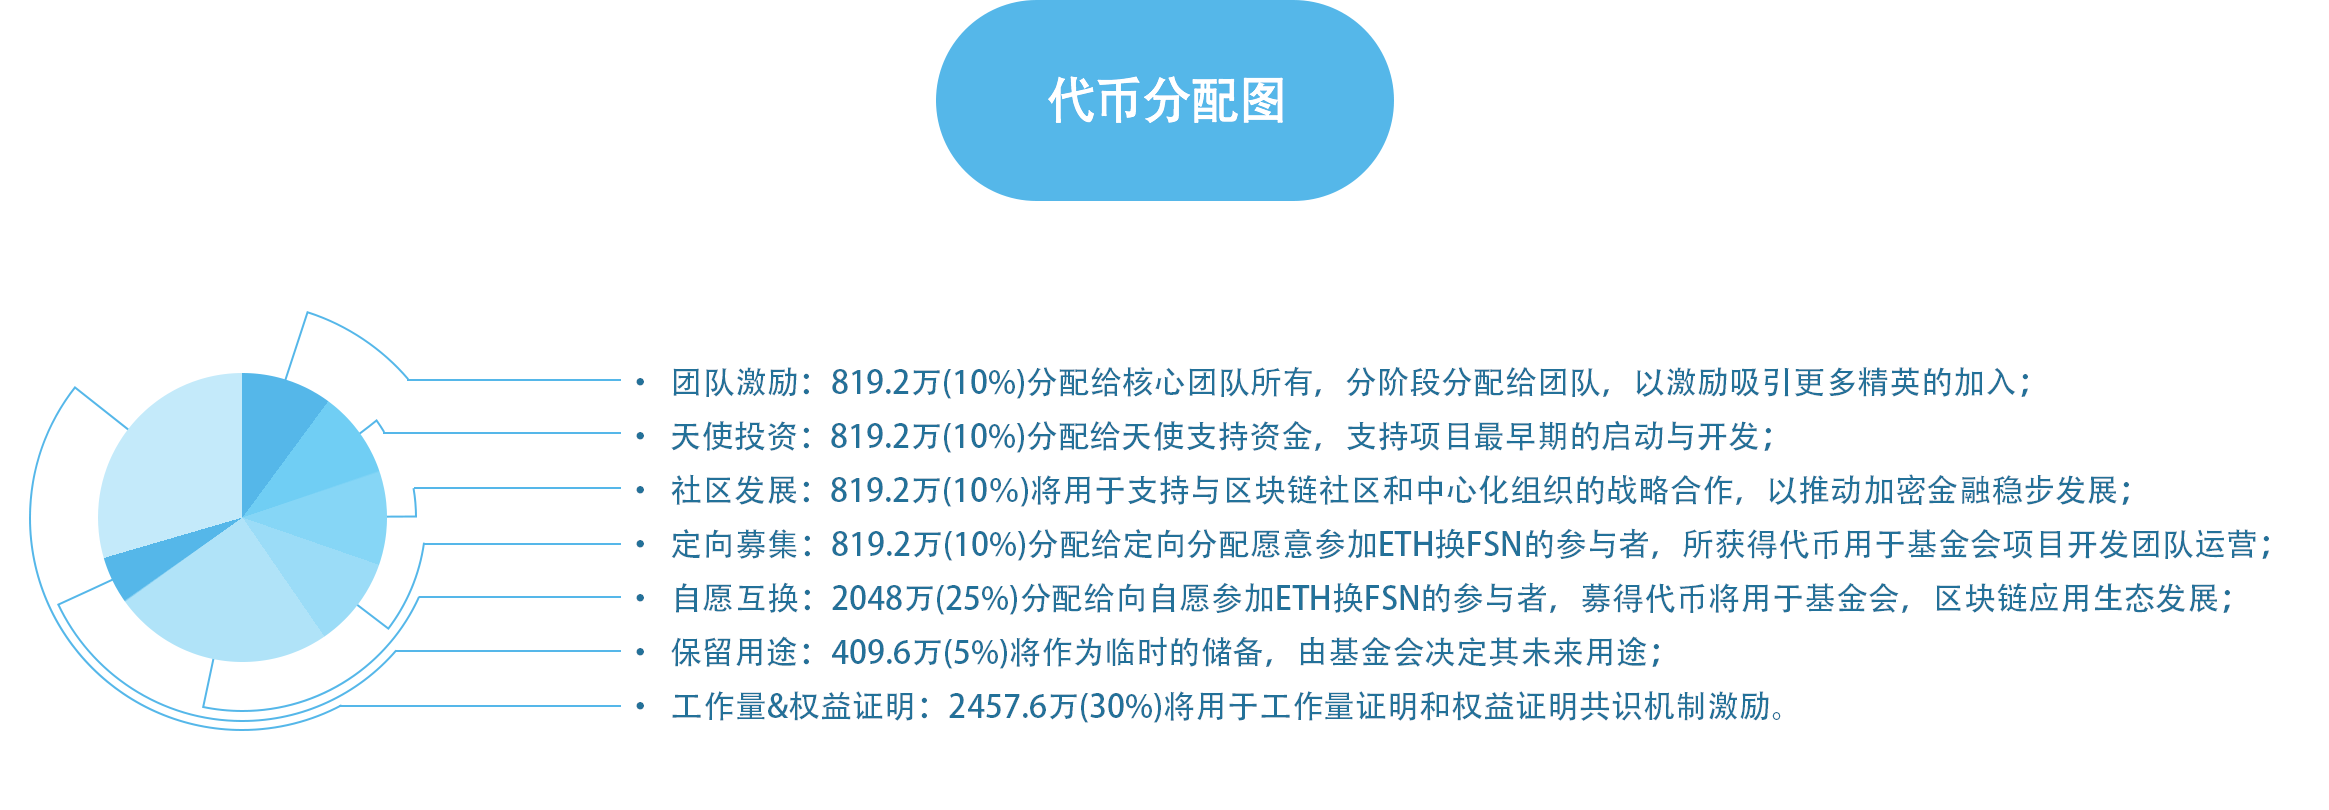 代币分配图
• 团队激励：819.2万(10%)分配给核心团队所有，分阶段分配给团队，以激励吸引更多精英的加入；
• 天使投资：819.2万(10%)分配给天使支持资金，支持项目最早期的启动与开发；
• 社区发展：819.2万(10%)将用于支持与区块链社区和中心化组织的战略合作，以推动加密金融稳步发展；
• 定向募集：819.2万(10%)分配给定向分配愿意参加ETH换FSN的参与者，所获得代币用于基金会项目开发团队运营；
• 自愿互换：2048万(25%)分配给向自愿参加ETH换FSN的参与者，募得代币将用于基金会，区块链应用生态发展；
• 保留用途：409.6万(5%)将作为临时的储备，由基金会决定其未来用途；
• 工作量&权益证明：2457.6万(30%)将用于工作量证明和权益证明共识机制激励。